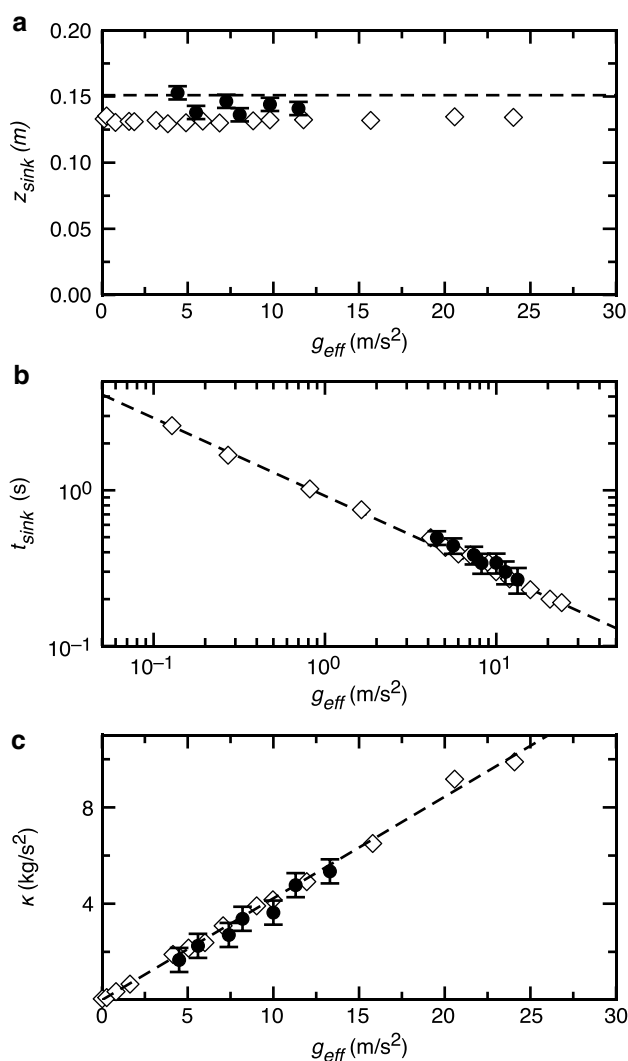 a
0.20
0.15
0.10
0.05
0.00
z_sink (m)
0 5 10 15 20 25 30
g_eff (m/s²)
b
10⁰
10⁻¹
t_sink (s)
10⁻¹ 10⁰ 10¹
g_eff (m/s²)
c
8
4
κ (kg/s²)
0 5 10 15 20 25 30
g_eff (m/s²)